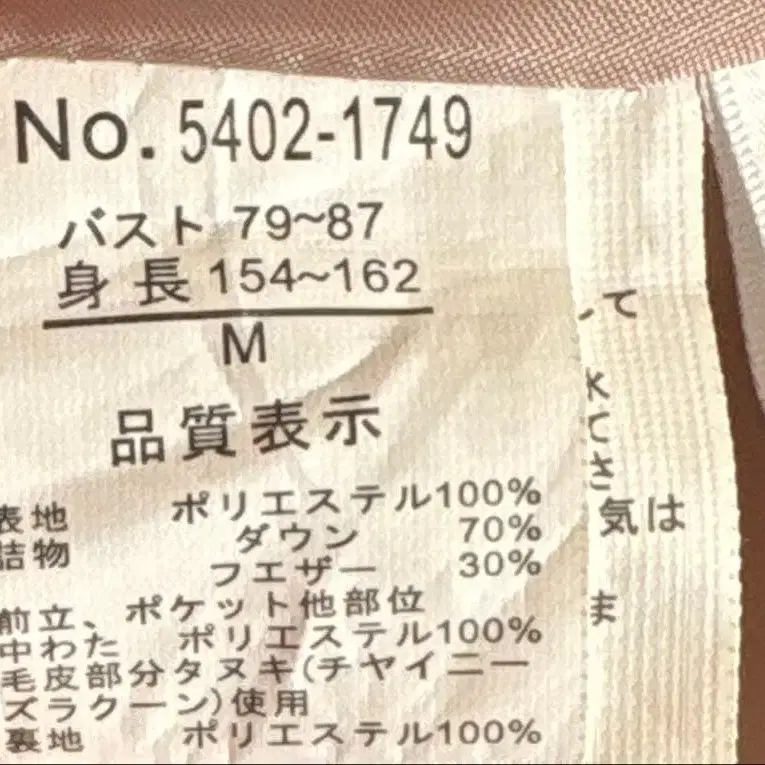 No. 5402-1749
バスト 79~87
身長 154~162
M
品質表示
表地 ポリエステル100%
詰物 ダウン 70%
フエザー 30%
前立、ポケット他部位
中わた ポリエステル100%
毛皮部分タヌキ(チヤイニー
ズラクーン)使用
裏地 ポリエステル100%
て
気は
ま